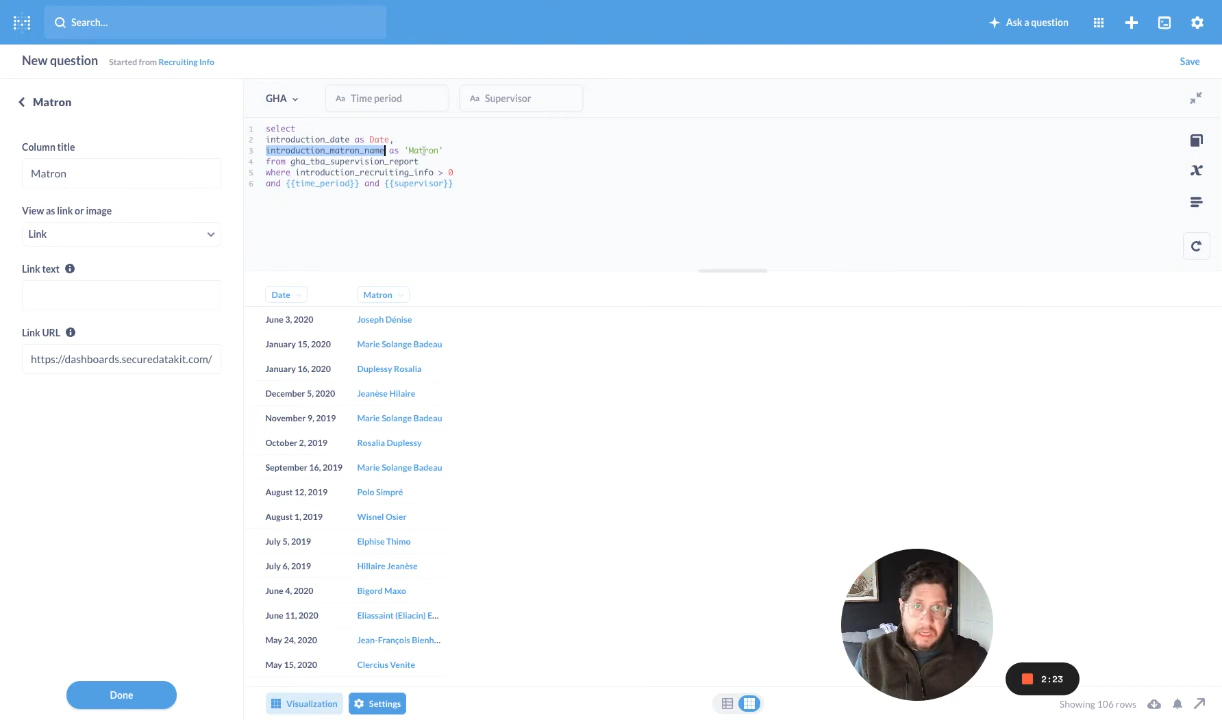 Search...
Ask a question
New question Started from Recruiting Info
Save
Matron
Column title
Matron
View as link or image
Link
Link text
Link URL
https://dashboards.securedatakit.com/
GHA
Aa Time period
Aa Supervisor
1 select
2 introduction_date as Date,
3 introduction_matron_name as 'Matron'
4 from gha_tba_supervision_report
5 where introduction_recruiting_info > 0
6 and {{time_period}} and {{supervisor}}
Date Matron
June 3, 2020 Joseph Dénise
January 15, 2020 Marie Solange Badeau
January 16, 2020 Duplessy Rosalia
December 5, 2020 Jeanèse Hilaire
November 9, 2019 Marie Solange Badeau
October 2, 2019 Rosalia Duplessy
September 16, 2019 Marie Solange Badeau
August 12, 2019 Polo Simpré
August 1, 2019 Wisnel Osier
July 5, 2019 Elphise Thimo
July 6, 2019 Hillaire Jeanèse
June 4, 2020 Bigord Maxo
June 11, 2020 Eliassaint (Eliacin) E...
May 24, 2020 Jean-François Bienh...
May 15, 2020 Clercius Venite
Done
Visualization
Settings
2:23
Showing 106 rows